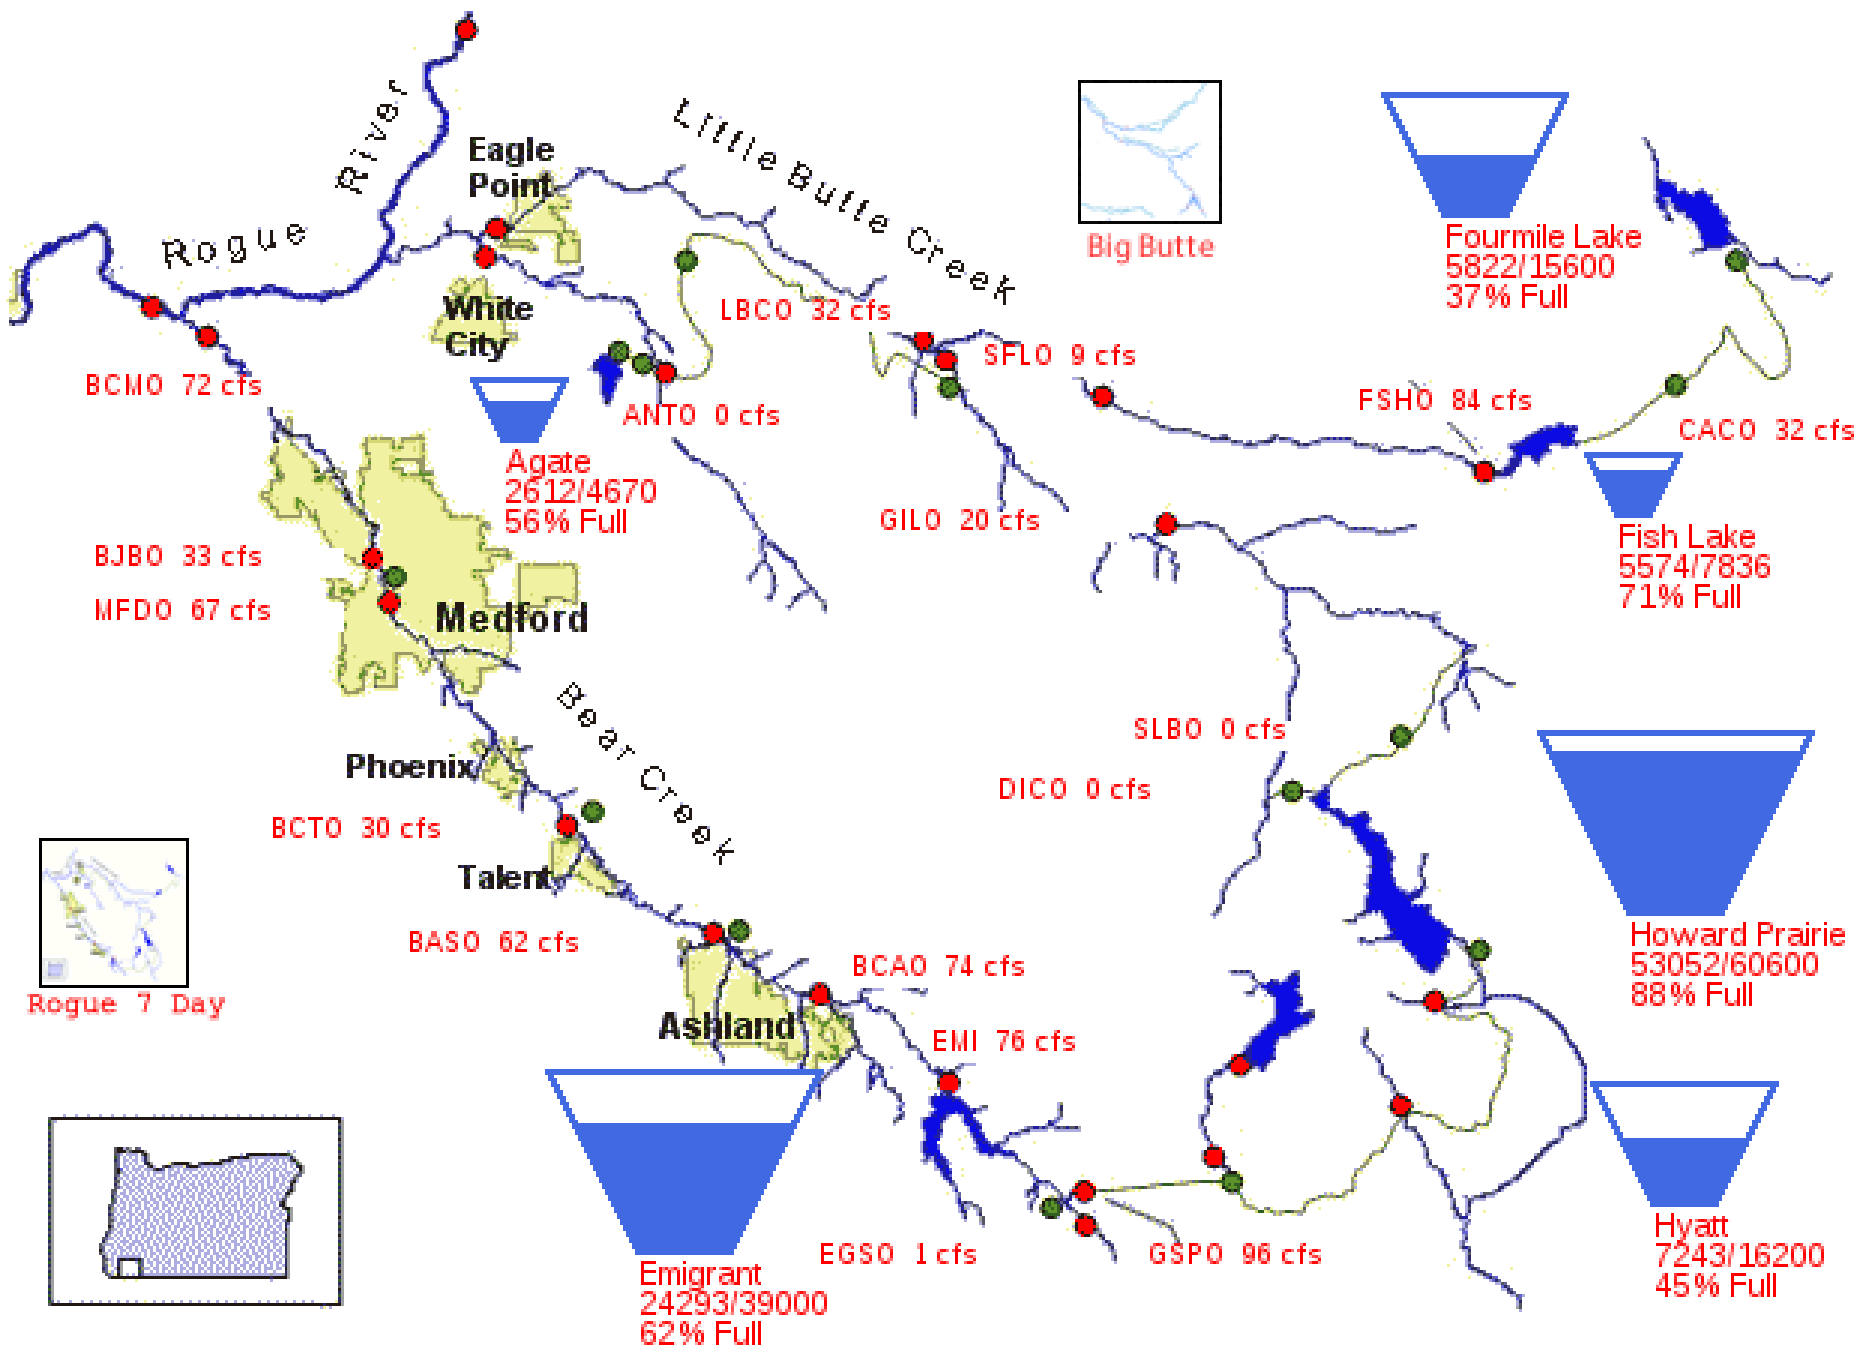 Rogue
River
Eagle
Point
Little Butte Creek
Big Butte
Fourmile Lake
5822/15600
37% Full
White
City
LBCO 32 cfs
SFLO 9 cfs
BCMO 72 cfs
ANTO 0 cfs
FSHO 84 cfs
CACO 32 cfs
Agate
2612/4670
56% Full
GILO 20 cfs
Fish Lake
5574/7836
71% Full
BJBO 33 cfs
MFDO 67 cfs
Medford
Bear Creek
SLBO 0 cfs
Phoenix
DICO 0 cfs
BCTO 30 cfs
Talent
BASO 62 cfs
Howard Prairie
53052/60600
88% Full
BCAO 74 cfs
Rogue 7 Day
Ashland
EMI 76 cfs
EGSO 1 cfs
GSPO 96 cfs
Hyatt
7243/16200
45% Full
Emigrant
24293/39000
62% Full